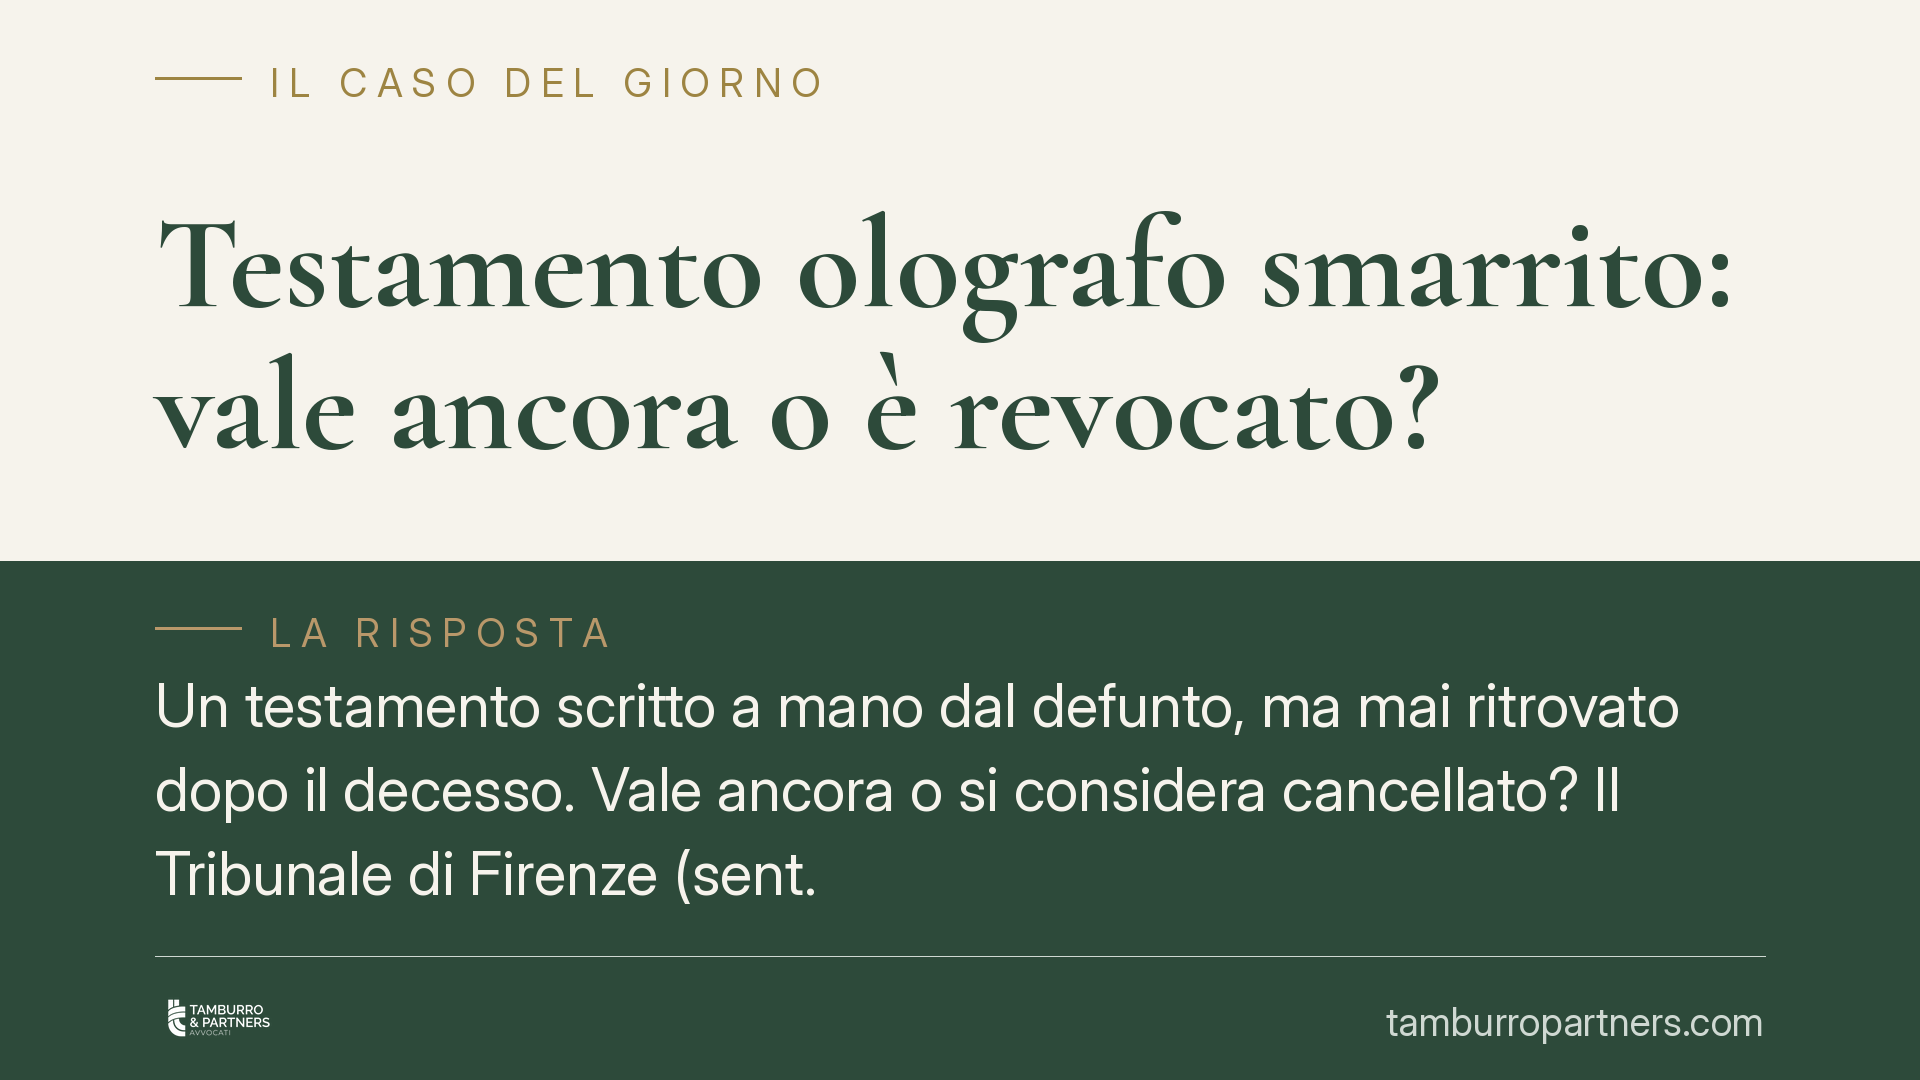 IL CASO DEL GIORNO
Testamento olografo smarrito:
vale ancora o è revocato?
LA RISPOSTA
Un testamento scritto a mano dal defunto, ma mai ritrovato
dopo il decesso. Vale ancora o si considera cancellato? Il
Tribunale di Firenze (sent.
TAMBURRO
& PARTNERS
AVVOCATI
tamburropartners.com